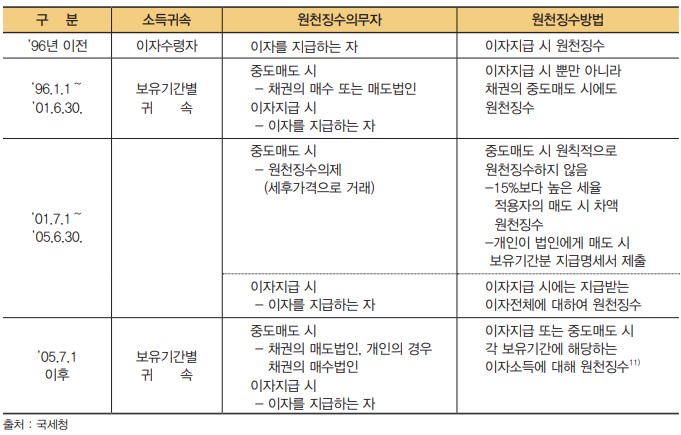 구 분 소득귀속 원천징수의무자 원천징수방법
'96년 이전 이자수령자 이자를 지급하는 자 이자지급 시 원천징수
'96.1.1 ~
'01.6.30.
보유기간별
귀 속
중도매도 시
- 채권의 매수 또는 매도법인
이자지급 시
- 이자를 지급하는 자
이자지급 시 뿐만 아니라
채권의 중도매도 시에도
원천징수
'01.7.1 ~
'05.6.30.
중도매도 시
- 원천징수의제
(세후가격으로 거래)
중도매도 시 원칙적으로
원천징수하지 않음
-15%보다 높은 세율
적용자의 매도 시 차액
원천징수
-개인이 법인에게 매도 시
보유기간분 지급명세서 제출
이자지급 시
- 이자를 지급하는 자
이자지급 시에는 지급받는
이자전체에 대하여 원천징수
'05.7.1
이후
보유기간별
귀 속
중도매도 시
- 채권의 매도법인, 개인의 경우
채권의 매수법인
이자지급 시
- 이자를 지급하는 자
이자지급 또는 중도매도 시
각 보유기간에 해당하는
이자소득에 대해 원천징수11)
출처 : 국세청